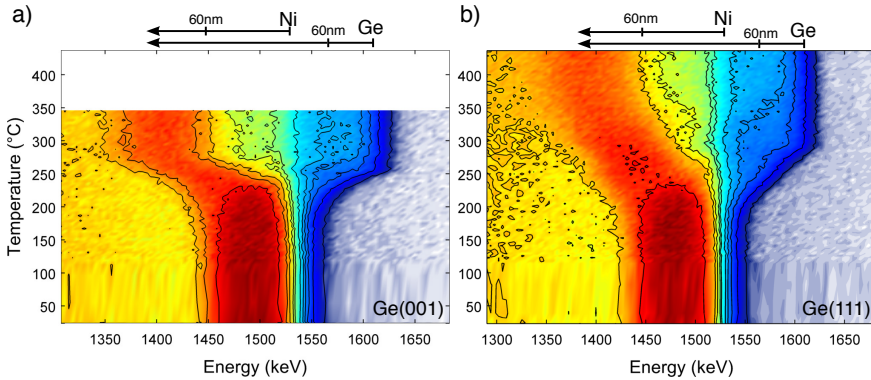 a)
60nm
Ni
60nm
Ge
b)
60nm
Ni
60nm
Ge
Temperature (°C)
400
350
300
250
200
150
100
50
400
350
300
250
200
150
100
50
Ge(001)
Ge(111)
1350 1400 1450 1500 1550 1600 1650
1290 1350 1400 1450 1500 1550 1600 1650
Energy (keV)
Energy (keV)